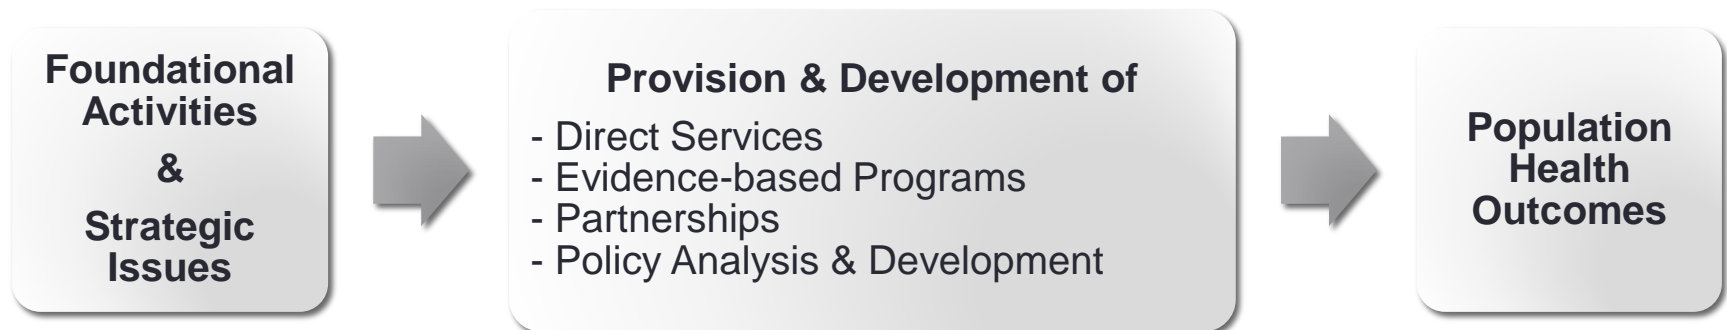 Foundational
Activities
&
Strategic
Issues
Provision & Development of
- Direct Services
- Evidence-based Programs
- Partnerships
- Policy Analysis & Development
Population
Health
Outcomes